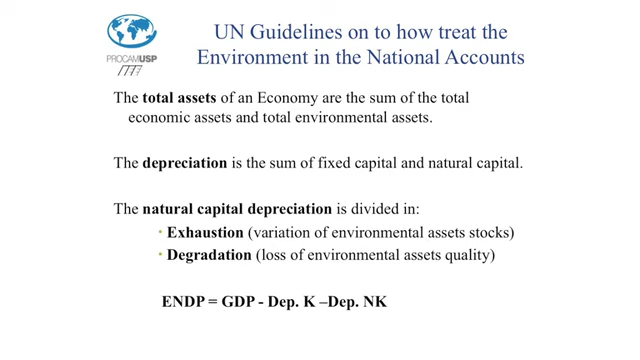 UN Guidelines on to how treat the
Environment in the National Accounts
PROCAMUSP
The total assets of an Economy are the sum of the total
economic assets and total environmental assets.
The depreciation is the sum of fixed capital and natural capital.
The natural capital depreciation is divided in:
• Exhaustion (variation of environmental assets stocks)
• Degradation (loss of environmental assets quality)
ENDP = GDP - Dep. K –Dep. NK